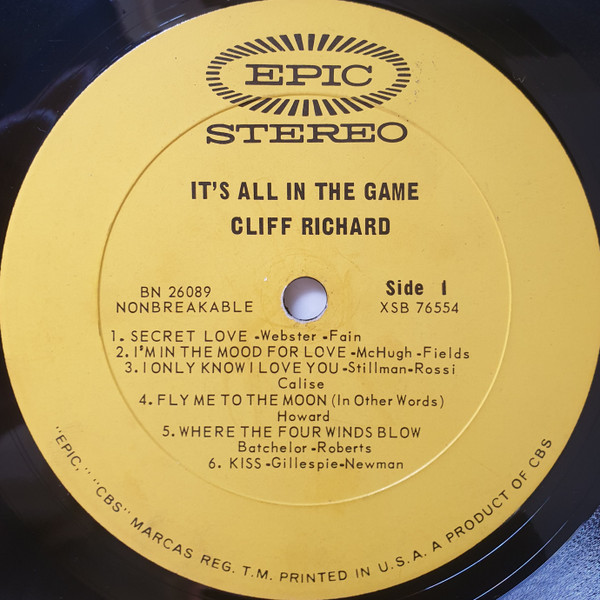 EPIC
STEREO
IT'S ALL IN THE GAME
CLIFF RICHARD
BN 26089
NONBREAKABLE
Side 1
XSB 76554
1. SECRET LOVE -Webster -Fain
2. I'M IN THE MOOD FOR LOVE -McHugh -Fields
3. I ONLY KNOW I LOVE YOU -Stillman-Rossi
Calise
4. FLY ME TO THE MOON (In Other Words)
Howard
5. WHERE THE FOUR WINDS BLOW
Batchelor-Roberts
6. KISS -Gillespie-Newman
"EPIC," "CBS" MARCAS REG. T.M. PRINTED IN U.S.A. A PRODUCT OF CBS